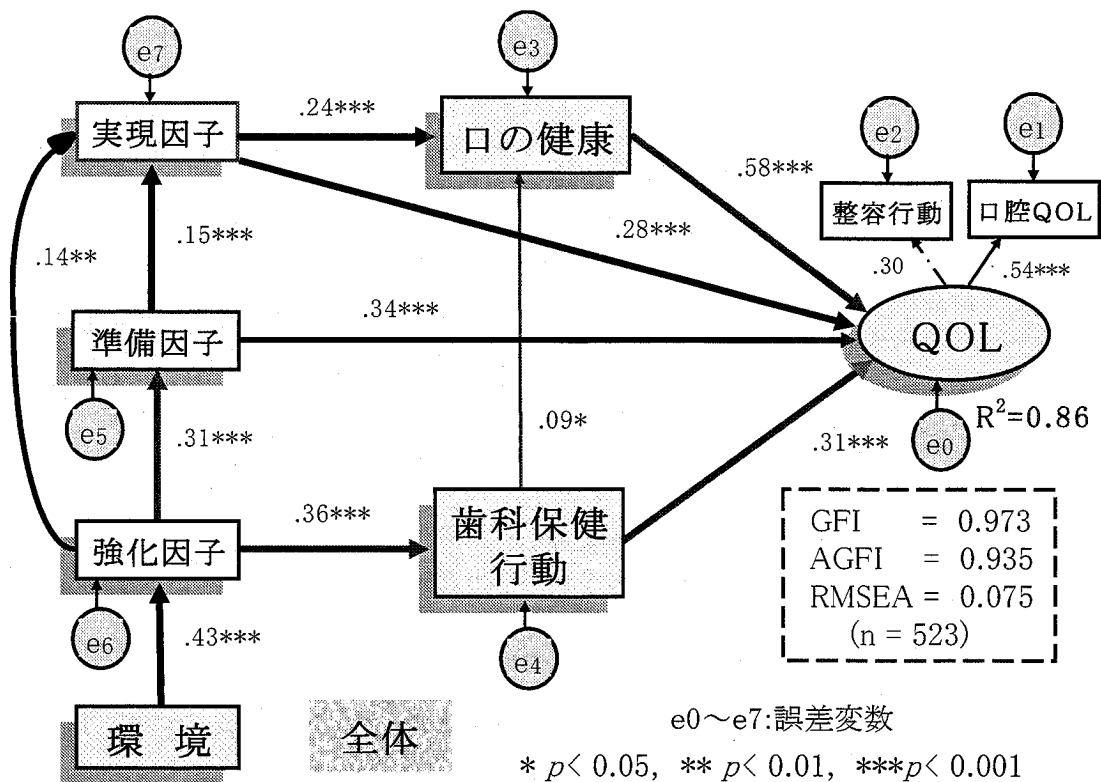 e7
e3
e2
e1
実現因子
.24***
口の健康
整容行動
口腔QOL
.58***
.28***
.15***
.14**
.30
.54***
準備因子
.34***
QOL
e5
.31***
.09*
.31***
e0
R²=0.86
強化因子
.36***
歯科保健
行動
GFI = 0.973
AGFI = 0.935
RMSEA = 0.075
(n = 523)
e6
.43***
e4
環 境
全体
e0～e7:誤差変数
* p< 0.05, ** p< 0.01, ***p< 0.001